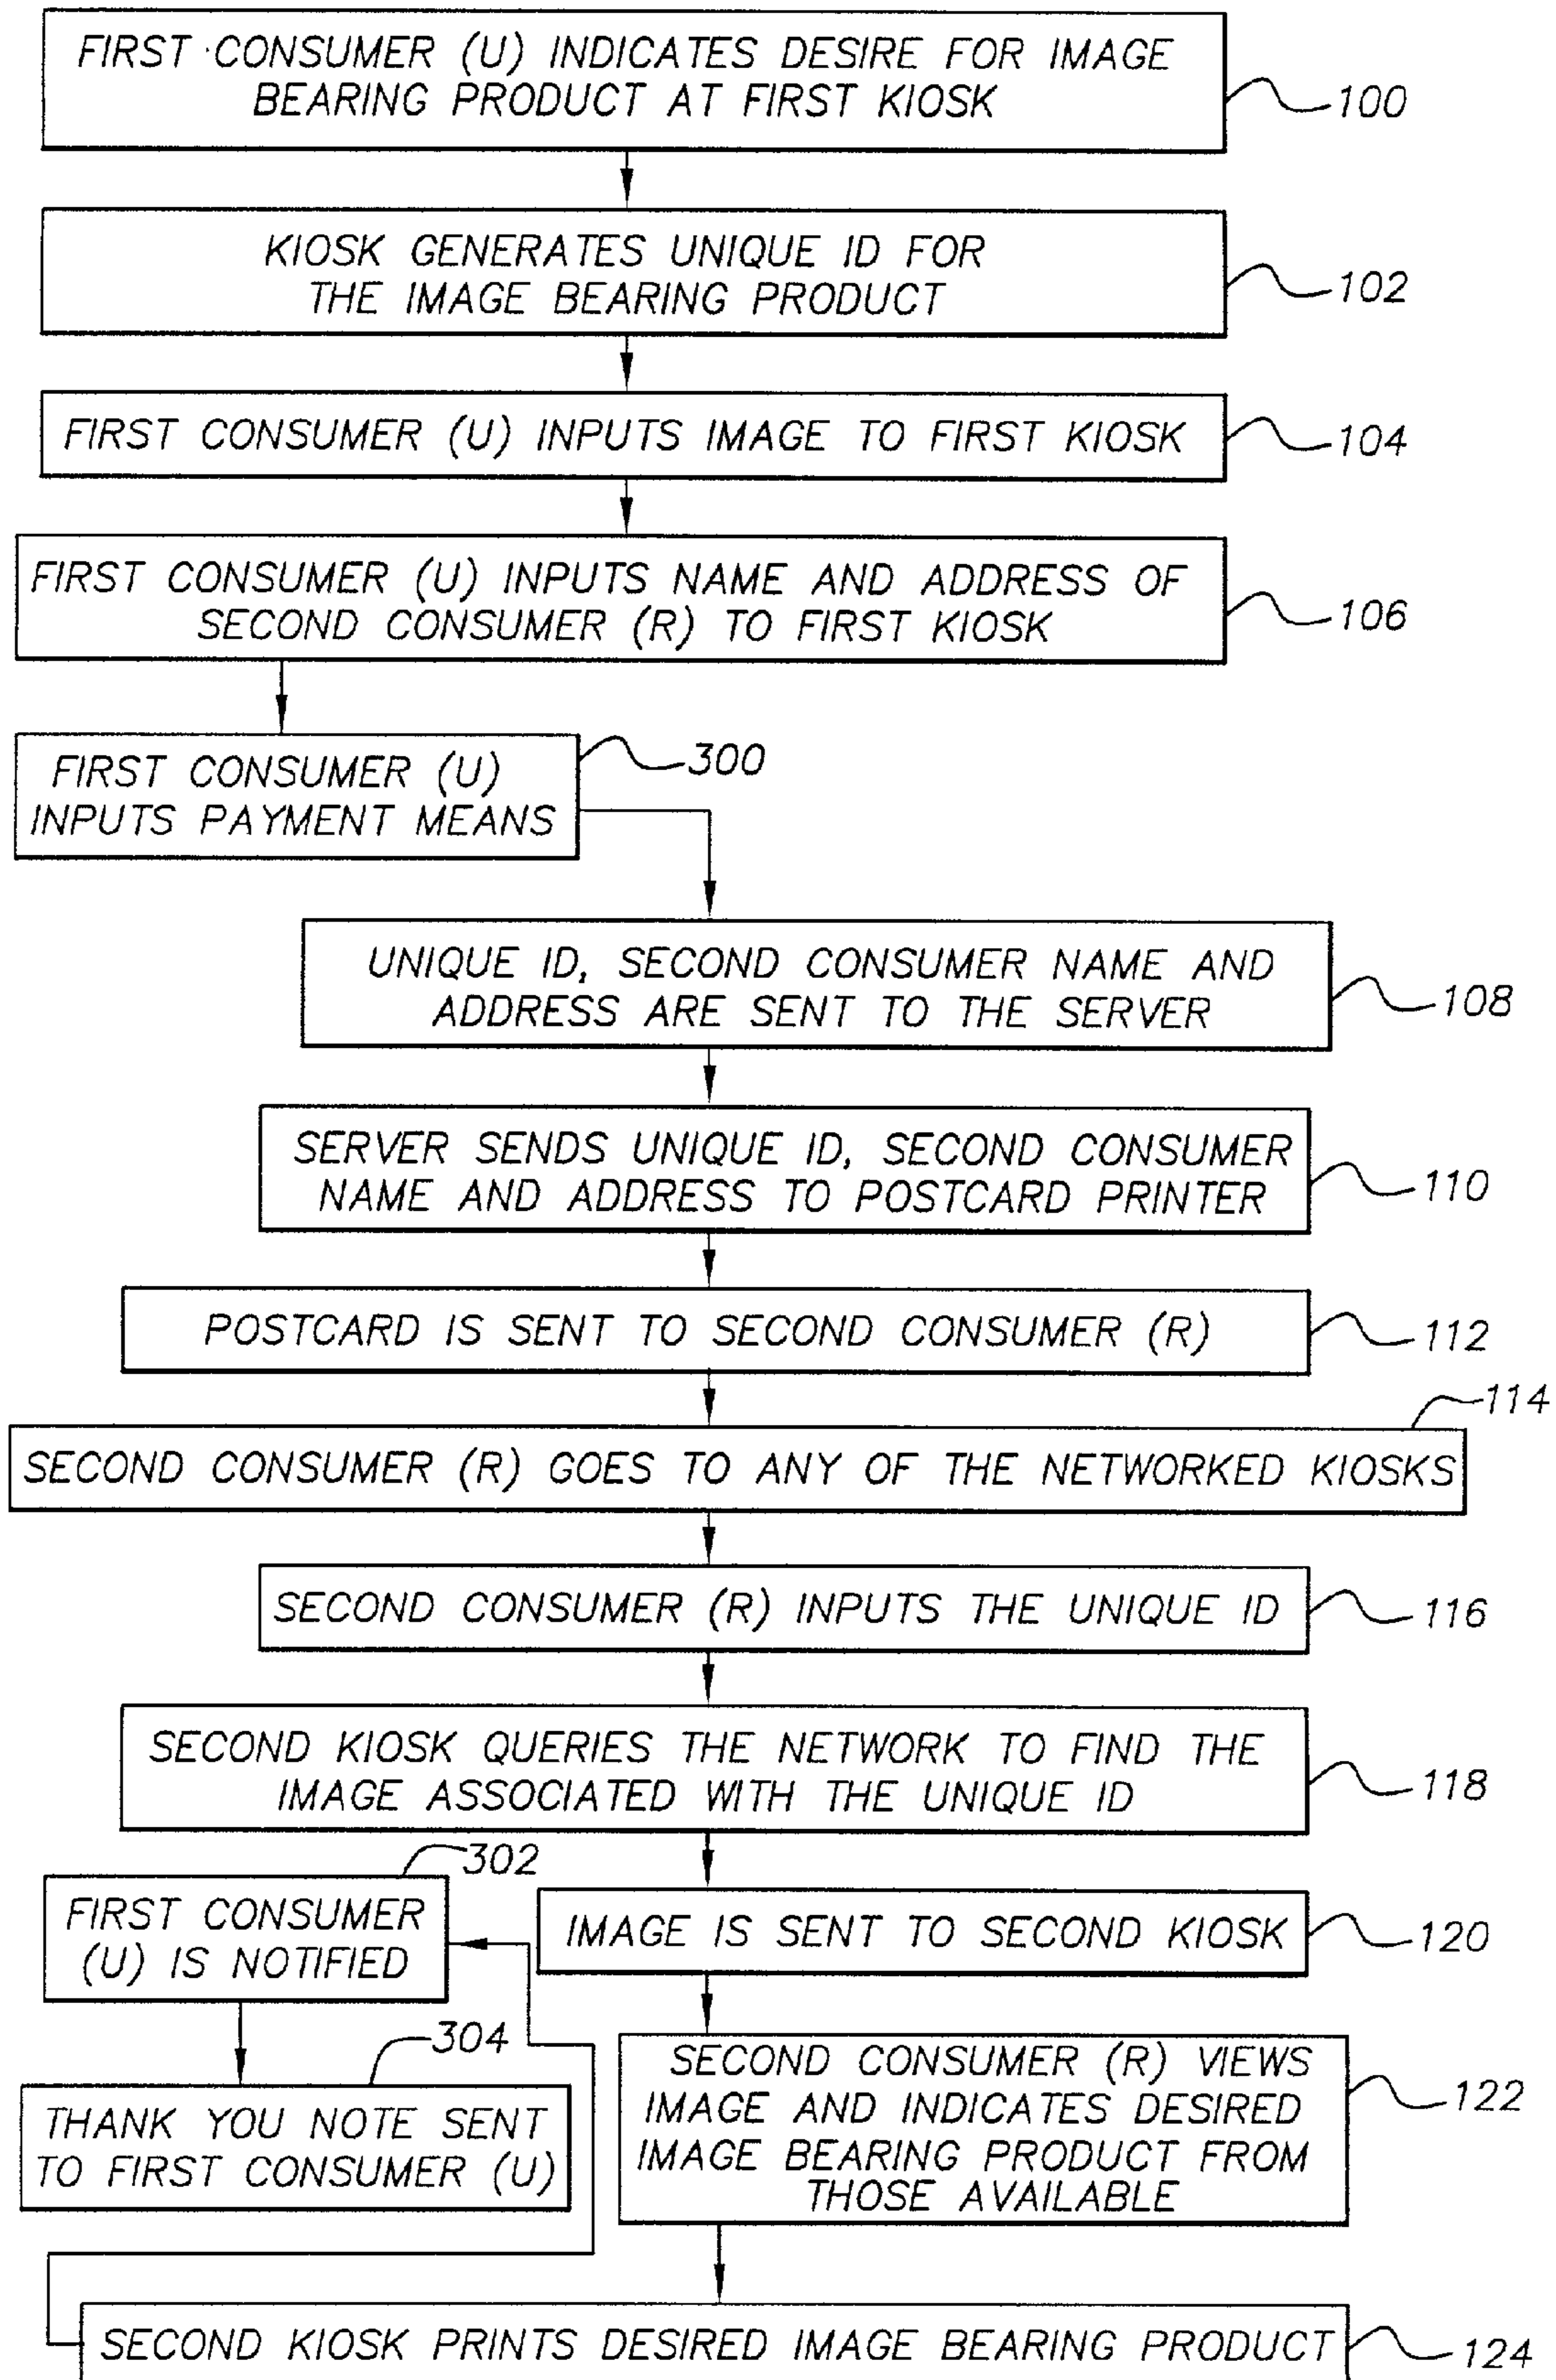 FIRST CONSUMER (U) INDICATES DESIRE FOR IMAGE
BEARING PRODUCT AT FIRST KIOSK
100
KIOSK GENERATES UNIQUE ID FOR
THE IMAGE BEARING PRODUCT
102
FIRST CONSUMER (U) INPUTS IMAGE TO FIRST KIOSK
104
FIRST CONSUMER (U) INPUTS NAME AND ADDRESS OF
SECOND CONSUMER (R) TO FIRST KIOSK
106
FIRST CONSUMER (U)
INPUTS PAYMENT MEANS
300
UNIQUE ID, SECOND CONSUMER NAME AND
ADDRESS ARE SENT TO THE SERVER
108
SERVER SENDS UNIQUE ID, SECOND CONSUMER
NAME AND ADDRESS TO POSTCARD PRINTER
110
POSTCARD IS SENT TO SECOND CONSUMER (R)
112
114
SECOND CONSUMER (R) GOES TO ANY OF THE NETWORKED KIOSKS
SECOND CONSUMER (R) INPUTS THE UNIQUE ID
116
SECOND KIOSK QUERIES THE NETWORK TO FIND THE
IMAGE ASSOCIATED WITH THE UNIQUE ID
118
302
FIRST CONSUMER
(U) IS NOTIFIED
IMAGE IS SENT TO SECOND KIOSK
120
304
THANK YOU NOTE SENT
TO FIRST CONSUMER (U)
SECOND CONSUMER (R) VIEWS
IMAGE AND INDICATES DESIRED
IMAGE BEARING PRODUCT FROM
THOSE AVAILABLE
122
SECOND KIOSK PRINTS DESIRED IMAGE BEARING PRODUCT
124